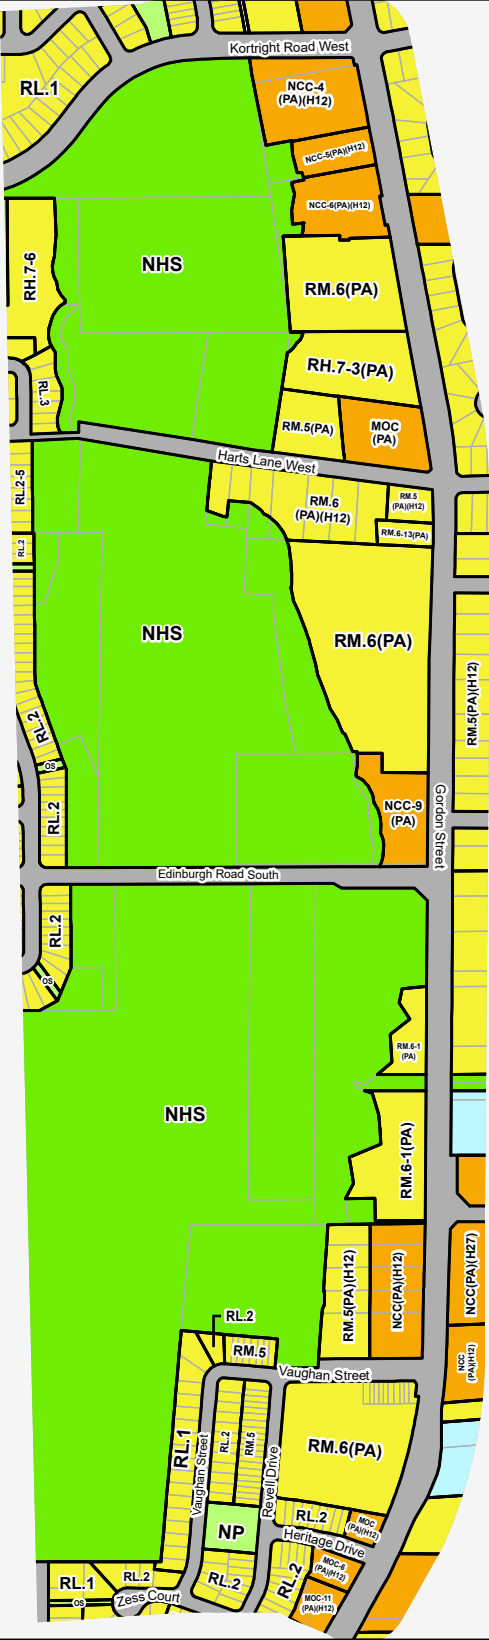 Kortright Road West
RL.1
NCC-4
(PA)(H12)
NCC-5(PA)(H12)
NCC-6(PA)(H12)
RH.7-6
NHS
RM.6(PA)
RH.7-3(PA)
RL.3
RM.5(PA)
MOC
(PA)
Harts Lane West
RL.2-5
RM.6
(PA)(H12)
RM.5
(PA)(H12)
RM.6-13(PA)
RL.2
NHS
RM.6(PA)
RM.5(PA)(H12)
RL.2
OS
RL.2
NCC-9
(PA)
Gordon Street
Edinburgh Road South
RL.2
OS
RM.6-1
(PA)
NHS
RM.6-1(PA)
RM.5(PA)(H12)
NCC(PA)(H12)
NCC(PA)(H27)
RL.2
RM.5
NCC
(PA)(H12)
Vaughan Street
RL.1
Vaughan Street
RL.2
RM.5
Revell Drive
RM.6(PA)
NP
RL.2
MOC
(PA)(H12)
Heritage Drive
RL.1
RL.2
RL.2
RL.2
MOC-6
(PA)(H12)
OS
Zess Court
MOC-11
(PA)(H12)